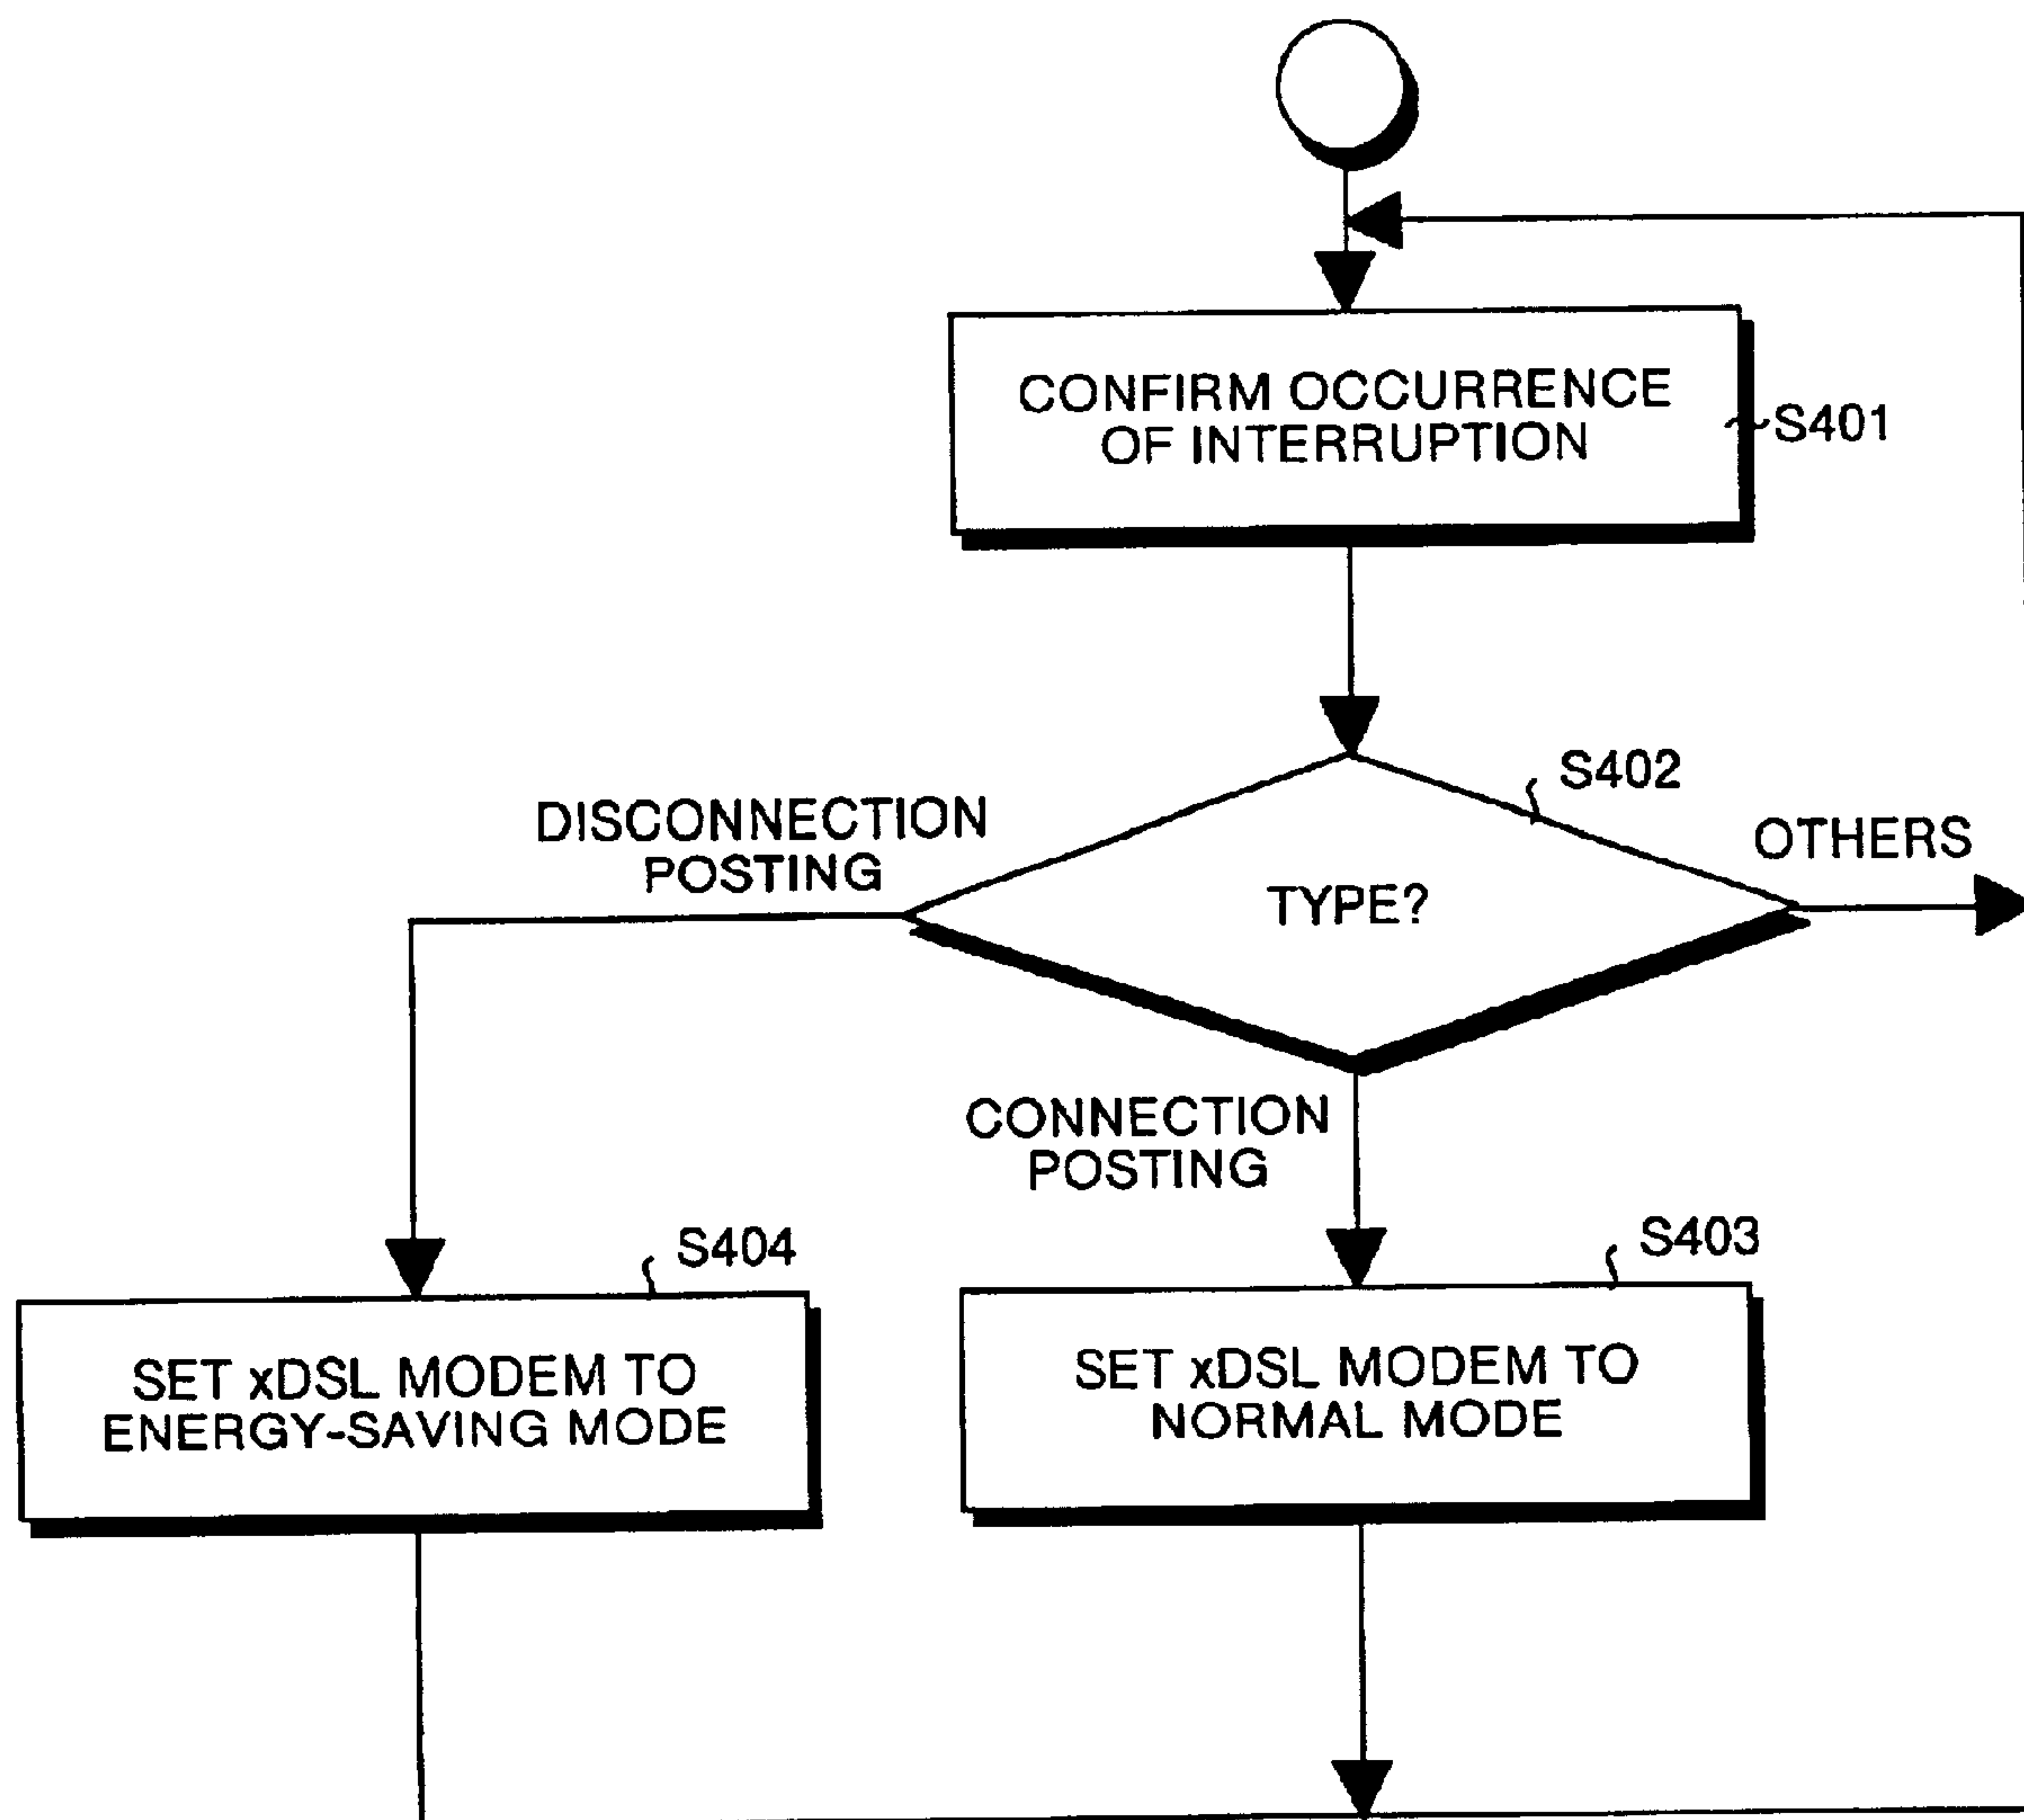 CONFIRM OCCURRENCE
OF INTERRUPTION
S401
S402
DISCONNECTION
POSTING
TYPE?
OTHERS
CONNECTION
POSTING
S404
S403
SET xDSL MODEM TO
ENERGY-SAVING MODE
SET xDSL MODEM TO
NORMAL MODE